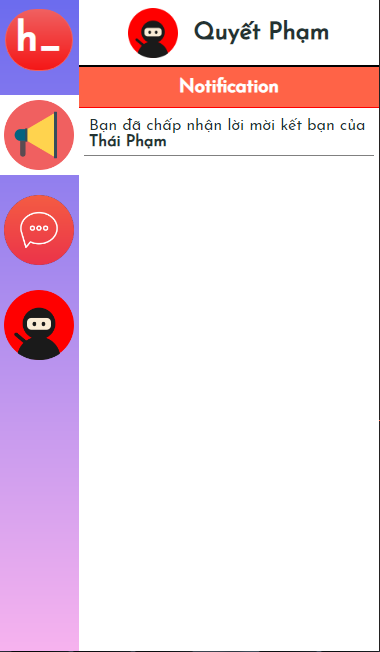 h_
Quyết Phạm
Notification
Bạn đã chấp nhận lời mời kết bạn của
Thái Phạm